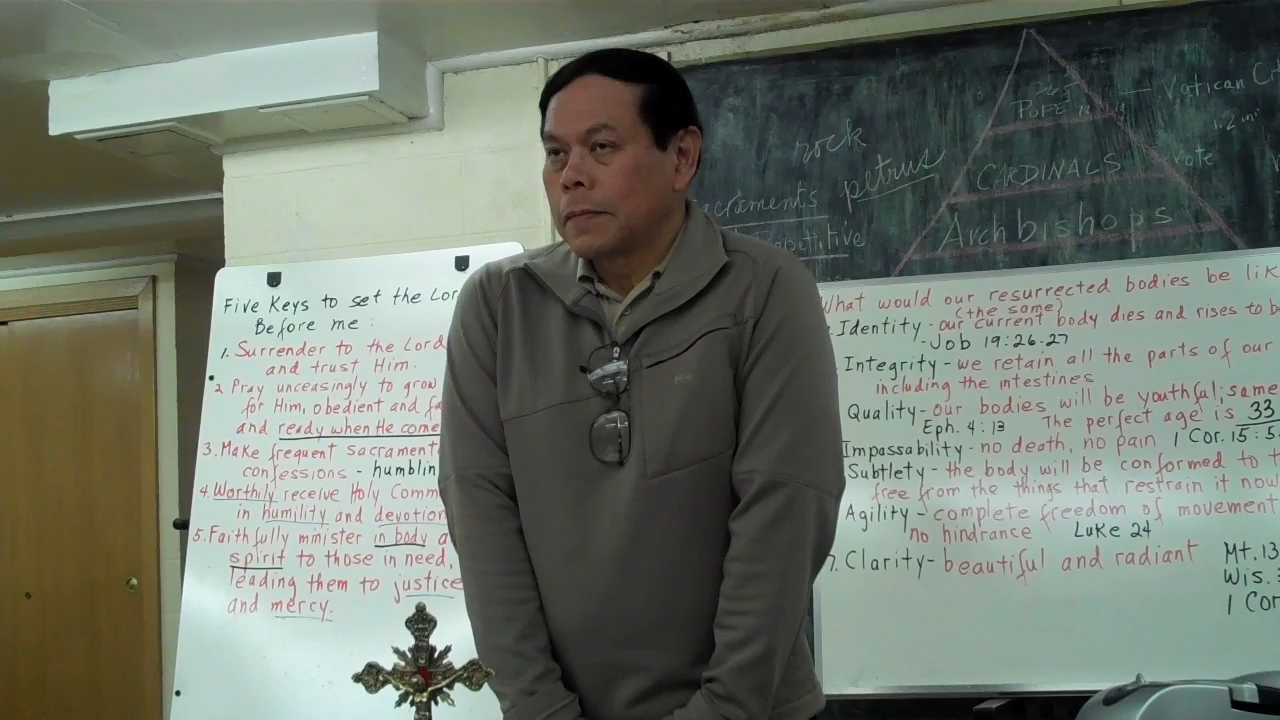 Five Keys to set the Lor
Before me:
1. Surrender to the Lord
and trust Him.
2 Pray unceasingly to grow
for Him, obedient and fa
and ready when He come
3. Make frequent sacrament
confessions - humblin
4. Worthily receive Holy Comm
in humility and devotion
5. Faithfully minister in body a
spirit to those in need,
leading them to justice
and mercy.
rock
petrus
Sacraments
POPE
Vatican Ci
CARDINALS
Vote
Archbishops
What would our resurrected bodies be lik
(the same)
Identity - our current body dies and rises to b
- Job 19:26-27
Integrity - we retain all the parts of our
including the intestines
Quality - our bodies will be youthful; same
Eph. 4:13 The perfect age is 33
Impassability - no death, no pain 1 Cor. 15:5
Subtlety - the body will be conformed to t
free from the things that restrain it now
Agility - complete freedom of movement
no hindrance Luke 24
7. Clarity - beautiful and radiant
Mt. 13
Wis. 3
1 Cor